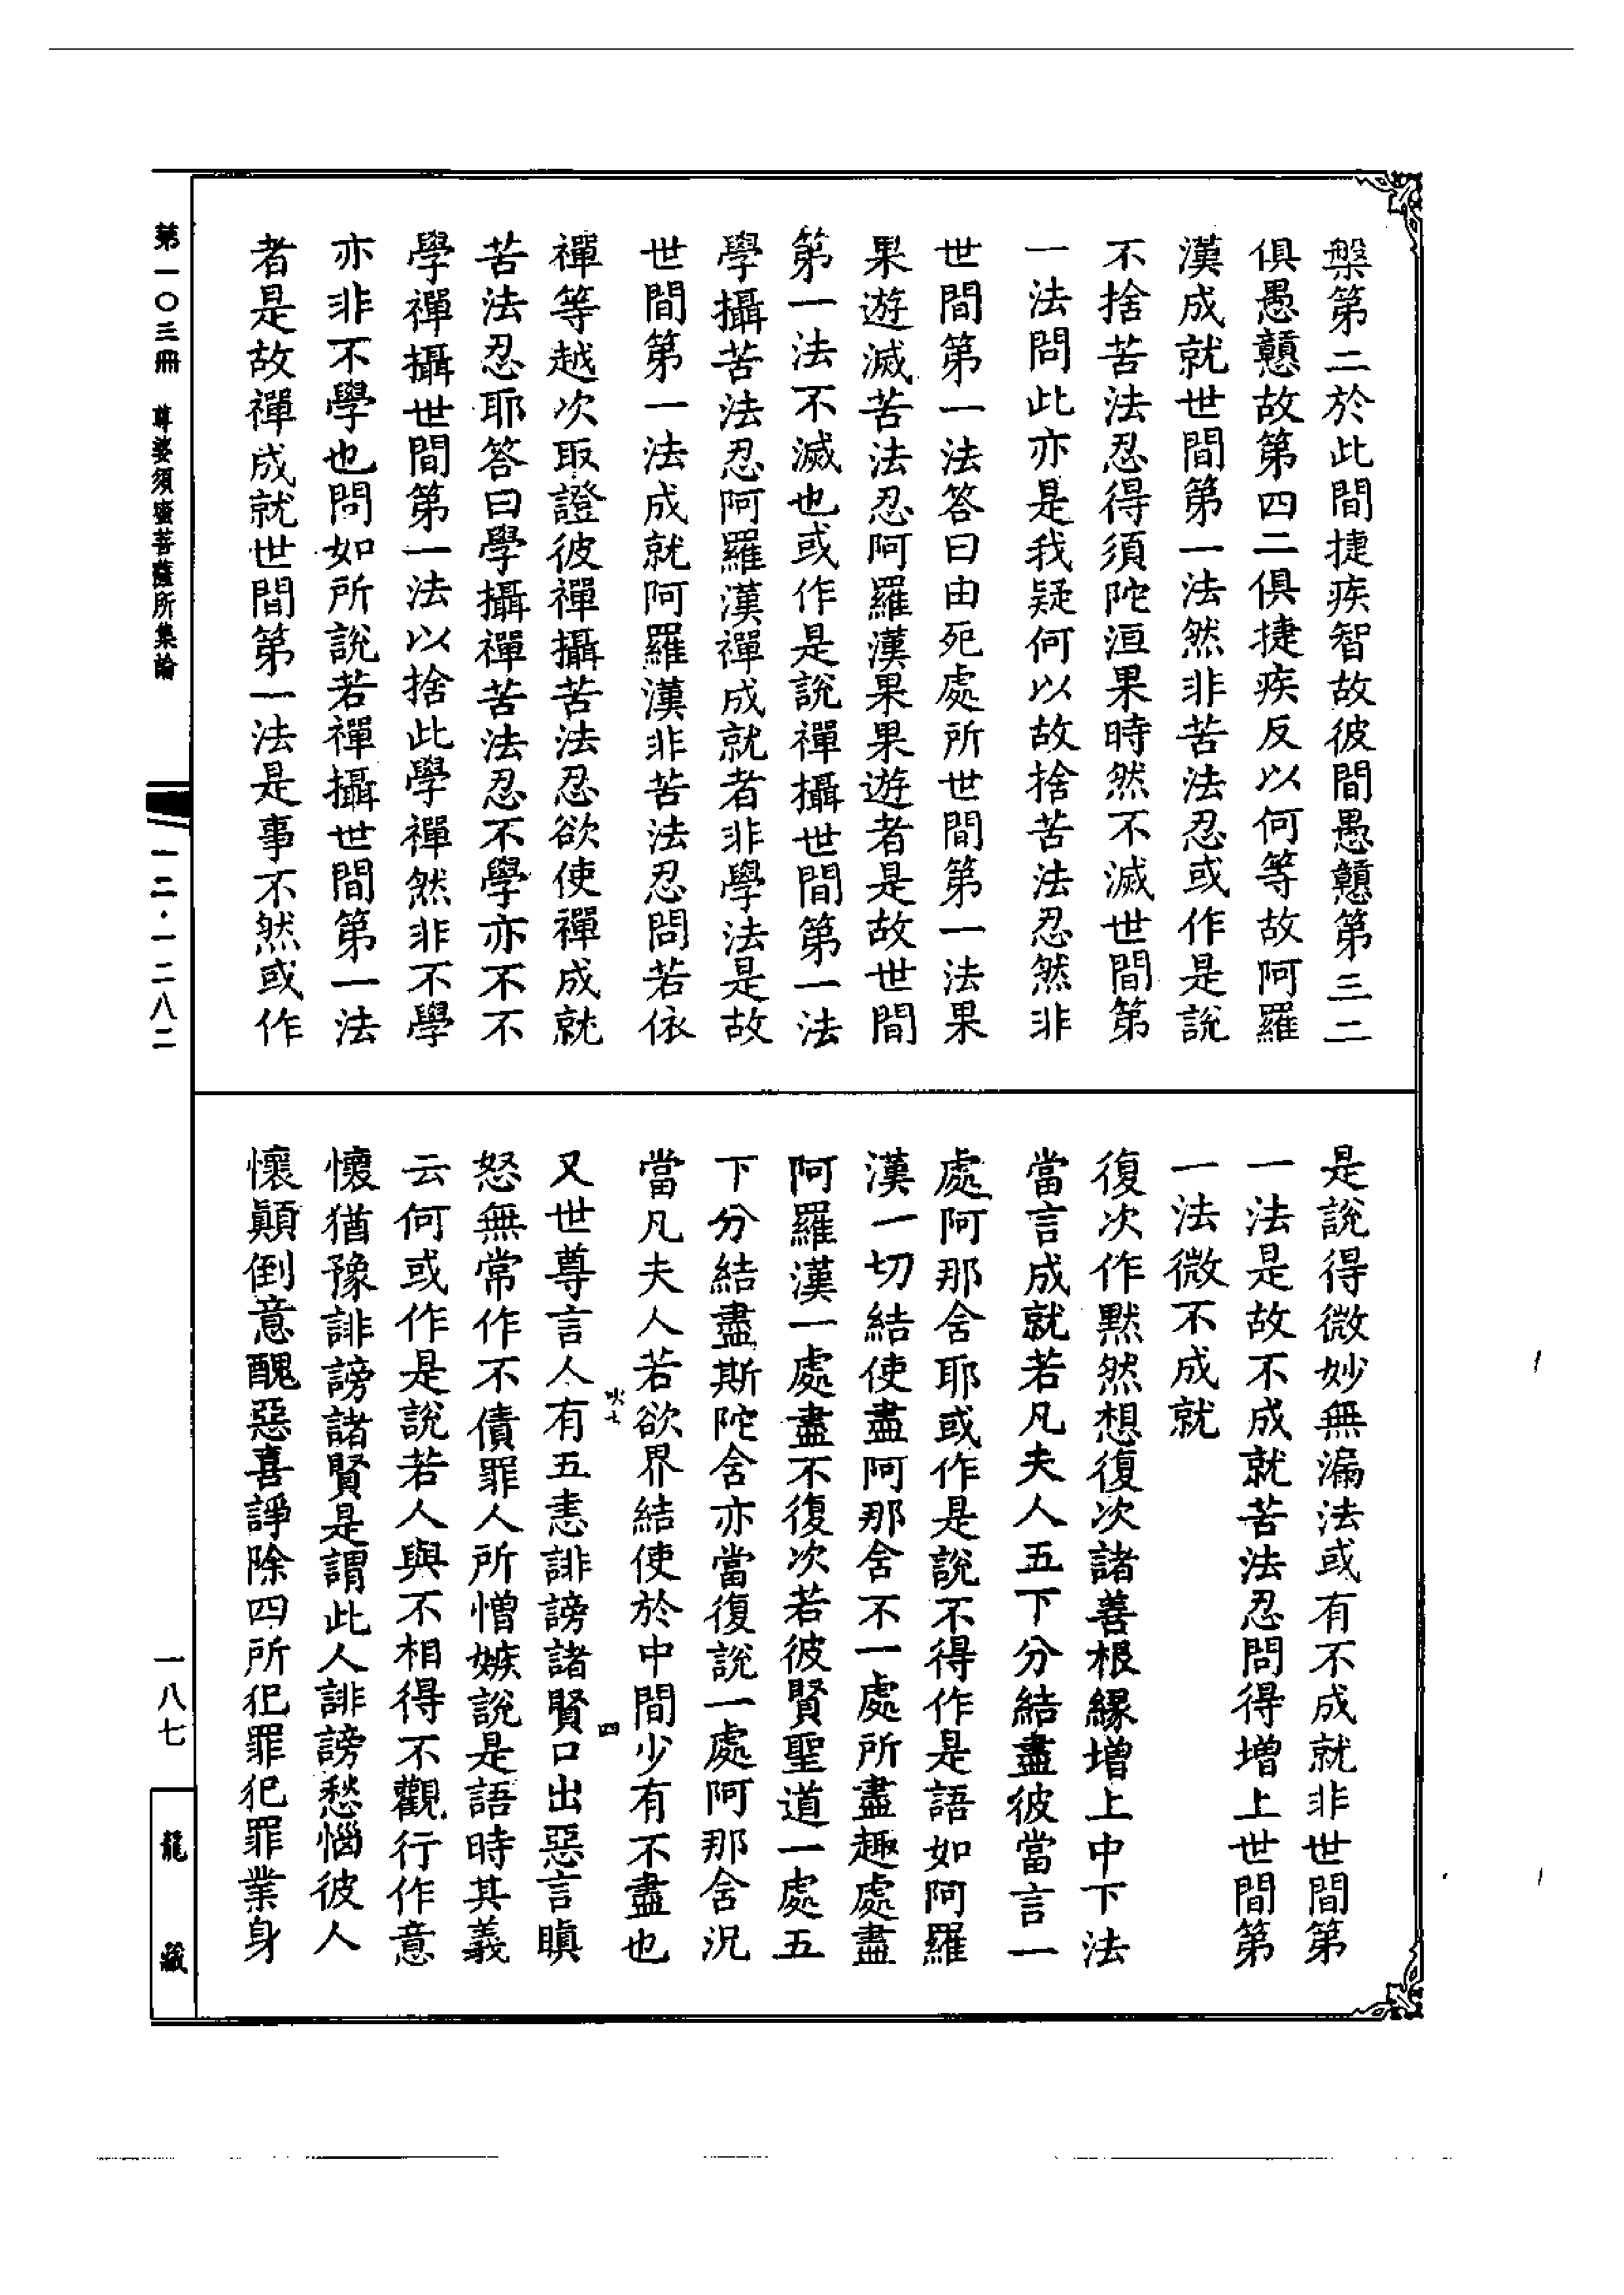 槃第二於此間捷疾智故彼間愚戇第三二
俱愚戇故第四二俱捷疾反以何等故阿羅
漢成就世間第一法然非苦法忍或作是說
不捨苦法忍得須陀洹果時然不滅世間第
一法問此亦是我疑何以故捨苦法忍然非
世間第一法答曰由死處所世間第一法果
果遊滅苦法忍阿羅漢果果遊者是故世間
第一法不滅也或作是說禪攝世間第一法
學攝苦法忍阿羅漢禪成就者非學法是故
世間第一法成就阿羅漢非苦法忍問若依
禪等越次取證彼禪攝苦法忍欲使禪成就
苦法忍耶答曰學攝禪苦法忍不學亦不不
學禪攝世間第一法以捨此學禪然非不學
亦非不學也問如所說若禪攝世間第一法
者是故禪成就世間第一法是事不然或作
是說得微妙無漏法或有不成就非世間第
一法是故不成就苦法忍問得增上世間第
一法微不成就
復次作黙然想復次諸善根緣增上中下法
當言成就若凡夫人五下分結盡彼當言一
處阿那舍耶或作是說不得作是語如阿羅
漢一切結使盡阿那舍不一處所盡趣處盡
阿羅漢一處盡不復次若彼賢聖道一處五
下分結盡斯陀舍亦當復說一處阿那舍況
當凡夫人若欲界結使於中間少有不盡也
又世尊言人有五恚誹謗諸賢口出惡言瞋
怒無常作不債罪人所憎嫉說是語時其義
云何或作是說若人與不相得不觀行作意
懷猶豫誹謗諸賢是謂此人誹謗愁惱彼人
懷顚倒意醜惡喜諍除四所犯罪犯罪業身
四
第一〇三冊 尊婆須蜜菩薩所集論
一二·一二八二
一八七
龍藏